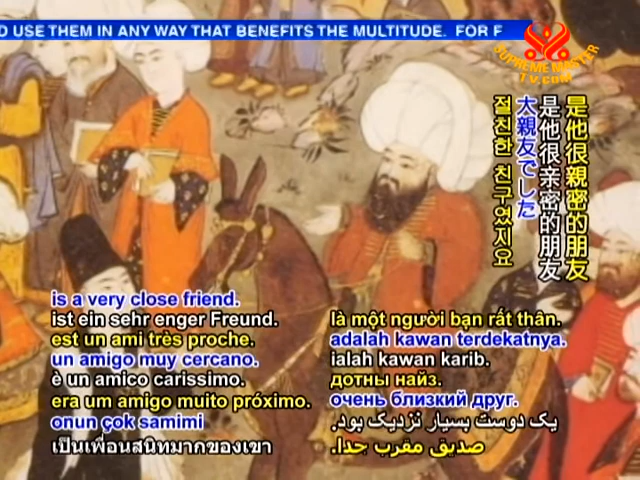 D USE THEM IN ANY WAY THAT BENEFITS THE MULTITUDE. FOR F
SUPREME MASTER
TV.COM
是他很親密的朋友
是他很亲密的朋友
大親友でした
절친한 친구였지요
is a very close friend.
ist ein sehr enger Freund.
est un ami très proche.
un amigo muy cercano.
è un amico carissimo.
era um amigo muito próximo.
onun çok samimi
เป็นเพื่อนสนิทมากของเขา
là một người bạn rất thân.
adalah kawan terdekatnya.
ialah kawan karib.
дотны найз.
очень близкий друг.
یک دوست بسیار نزدیک بود.
صديق مقرب جدا.